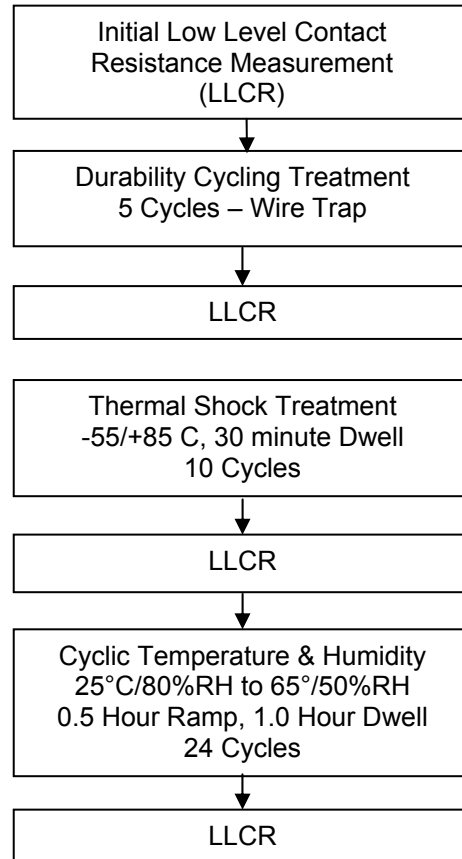 Initial Low Level Contact
Resistance Measurement
(LLCR)
Durability Cycling Treatment
5 Cycles – Wire Trap
LLCR
Thermal Shock Treatment
-55/+85 C, 30 minute Dwell
10 Cycles
LLCR
Cyclic Temperature & Humidity
25°C/80%RH to 65°/50%RH
0.5 Hour Ramp, 1.0 Hour Dwell
24 Cycles
LLCR